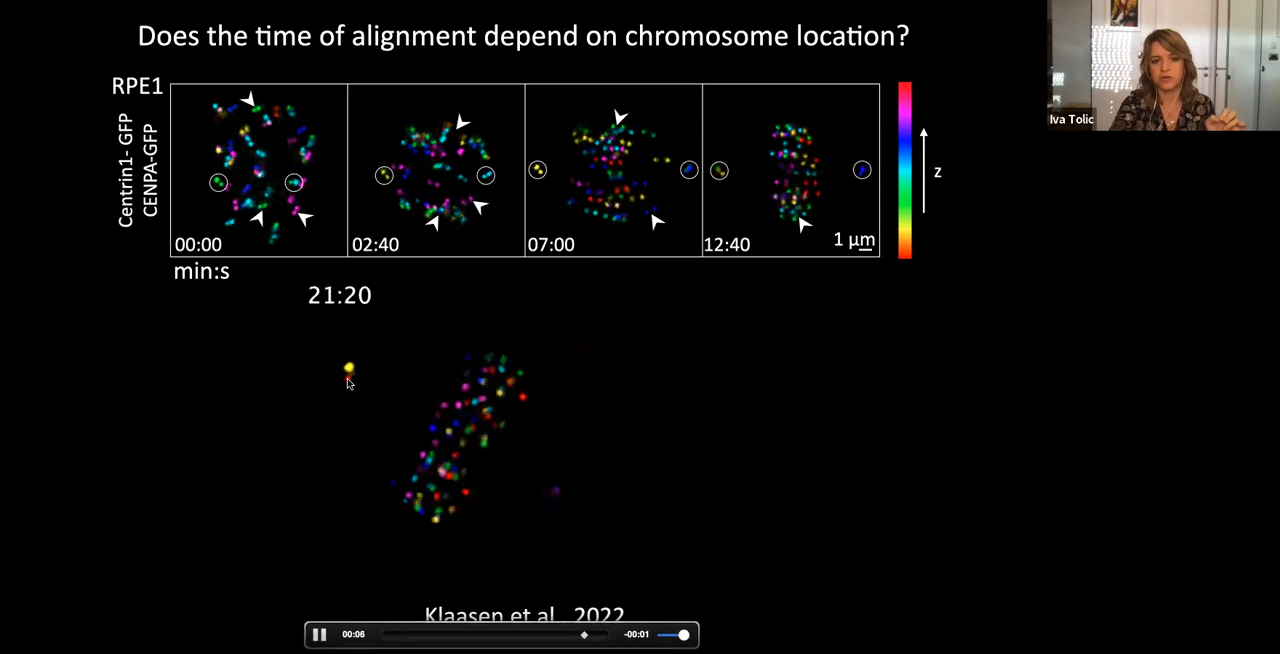 Does the time of alignment depend on chromosome location?
RPE1
Centrin1- GFP
CENPA-GFP
00:00
02:40
07:00
12:40
1 µm
z
min:s
21:20
Klaasen et al., 2022
00:06
-00:01
Iva Tolic